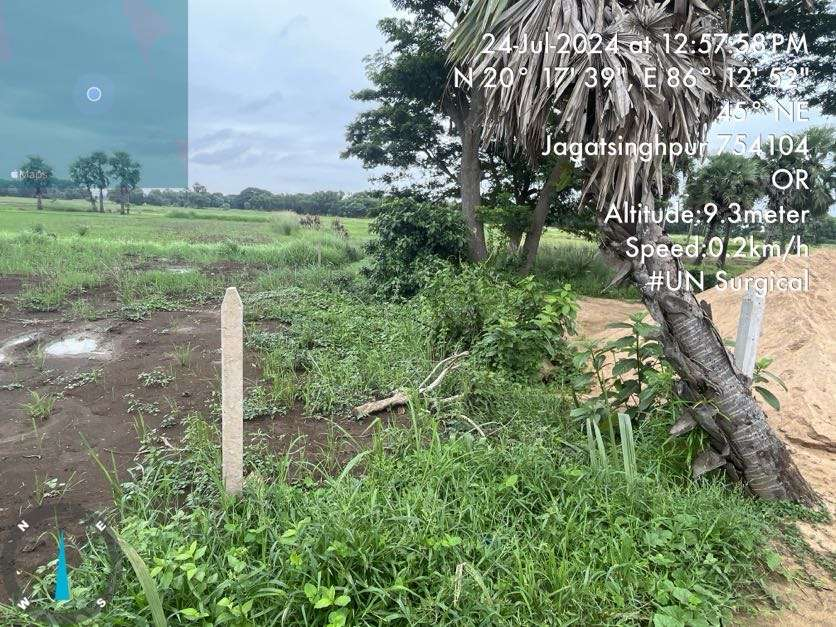 24-Jul-2024 at 12:57:58 PM
N 20° 17' 39" E 86° 12' 52"
45° NE
Jagatsinghpur 754104
OR
Altitude:9.3meter
Speed:0.2km/h
#UN Surgical
Maps
N
E
W
S